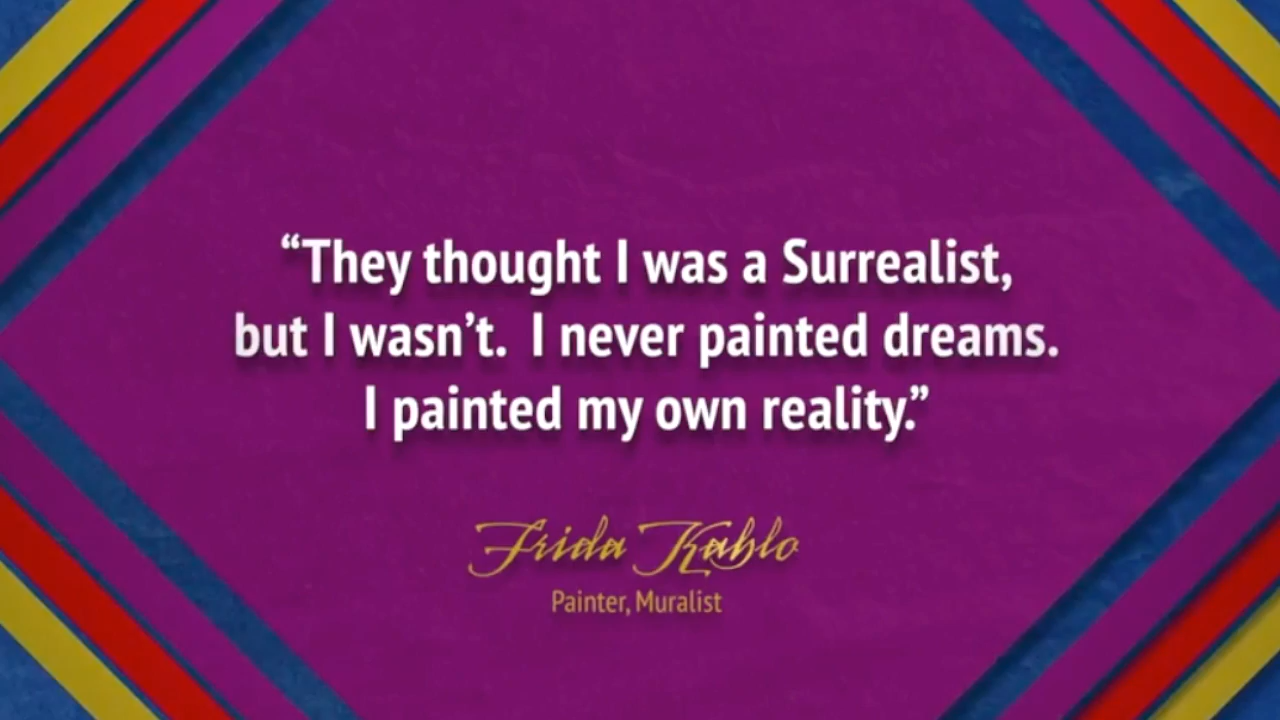 “They thought I was a Surrealist,
but I wasn’t.  I never painted dreams.
I painted my own reality.”
Frida Kahlo
Painter, Muralist